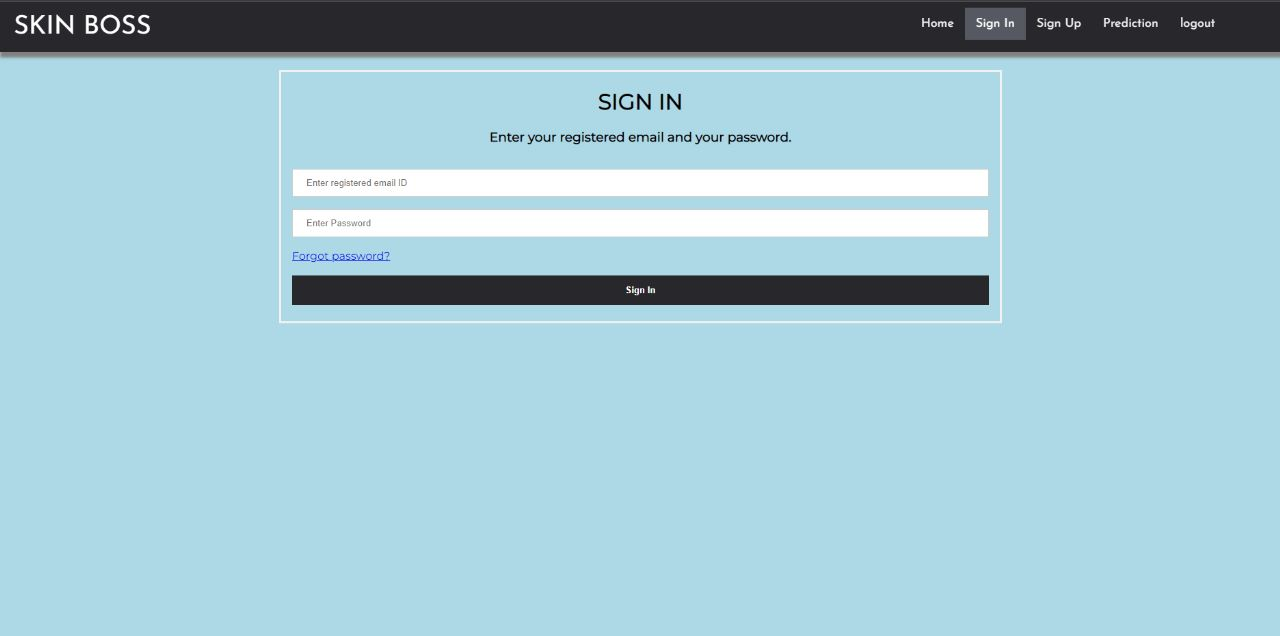 SKIN BOSS
Home Sign In Sign Up Prediction logout
SIGN IN
Enter your registered email and your password.
Enter registered email ID
Enter Password
Forgot password?
Sign In